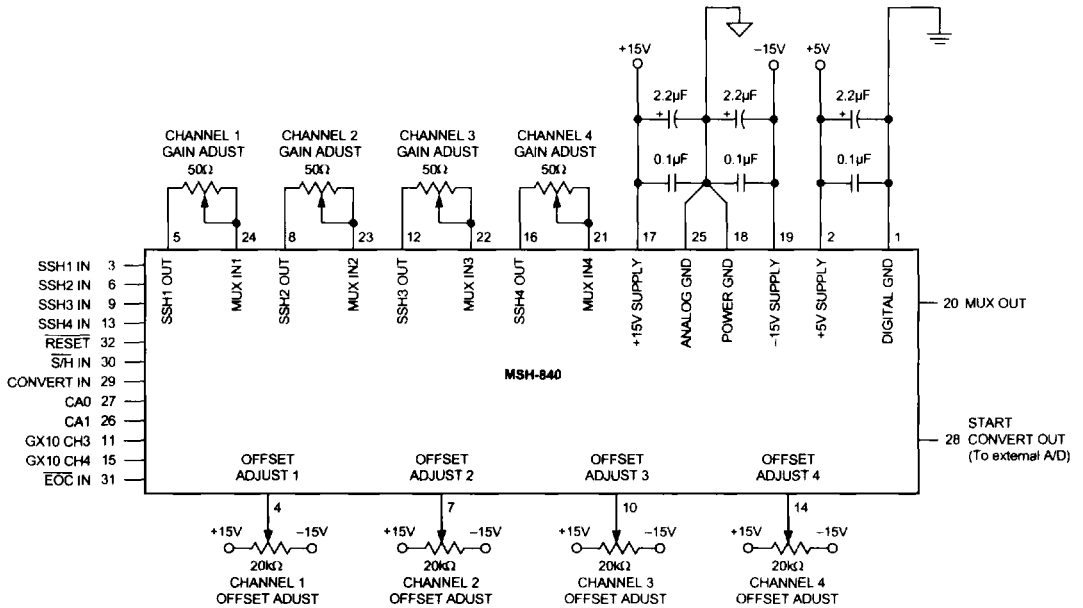 +15V
−15V
+5V
2.2µF
2.2µF
2.2µF
+
+
+
0.1µF
0.1µF
0.1µF
CHANNEL 1
GAIN ADUST
50Ω
CHANNEL 2
GAIN ADUST
50Ω
CHANNEL 3
GAIN ADUST
50Ω
CHANNEL 4
GAIN ADUST
50Ω
5
24
8
23
12
22
16
21
17
25
18
19
2
1
SSH1 OUT
MUX IN1
SSH2 OUT
MUX IN2
SSH3 OUT
MUX IN3
SSH4 OUT
MUX IN4
+15V SUPPLY
ANALOG GND
POWER GND
−15V SUPPLY
+5V SUPPLY
DIGITAL GND
SSH1 IN 3
SSH2 IN 6
SSH3 IN 9
SSH4 IN 13
RESET 32
S/H IN 30
CONVERT IN 29
CA0 27
CA1 26
GX10 CH3 11
GX10 CH4 15
EOC IN 31
MSH-840
20 MUX OUT
START
28 CONVERT OUT
(To external A/D)
OFFSET
ADJUST 1
OFFSET
ADJUST 2
OFFSET
ADJUST 3
OFFSET
ADJUST 4
4
7
10
14
+15V
−15V
+15V
−15V
+15V
−15V
+15V
−15V
20kΩ
CHANNEL 1
OFFSET ADUST
20kΩ
CHANNEL 2
OFFSET ADUST
20kΩ
CHANNEL 3
OFFSET ADUST
20kΩ
CHANNEL 4
OFFSET ADUST